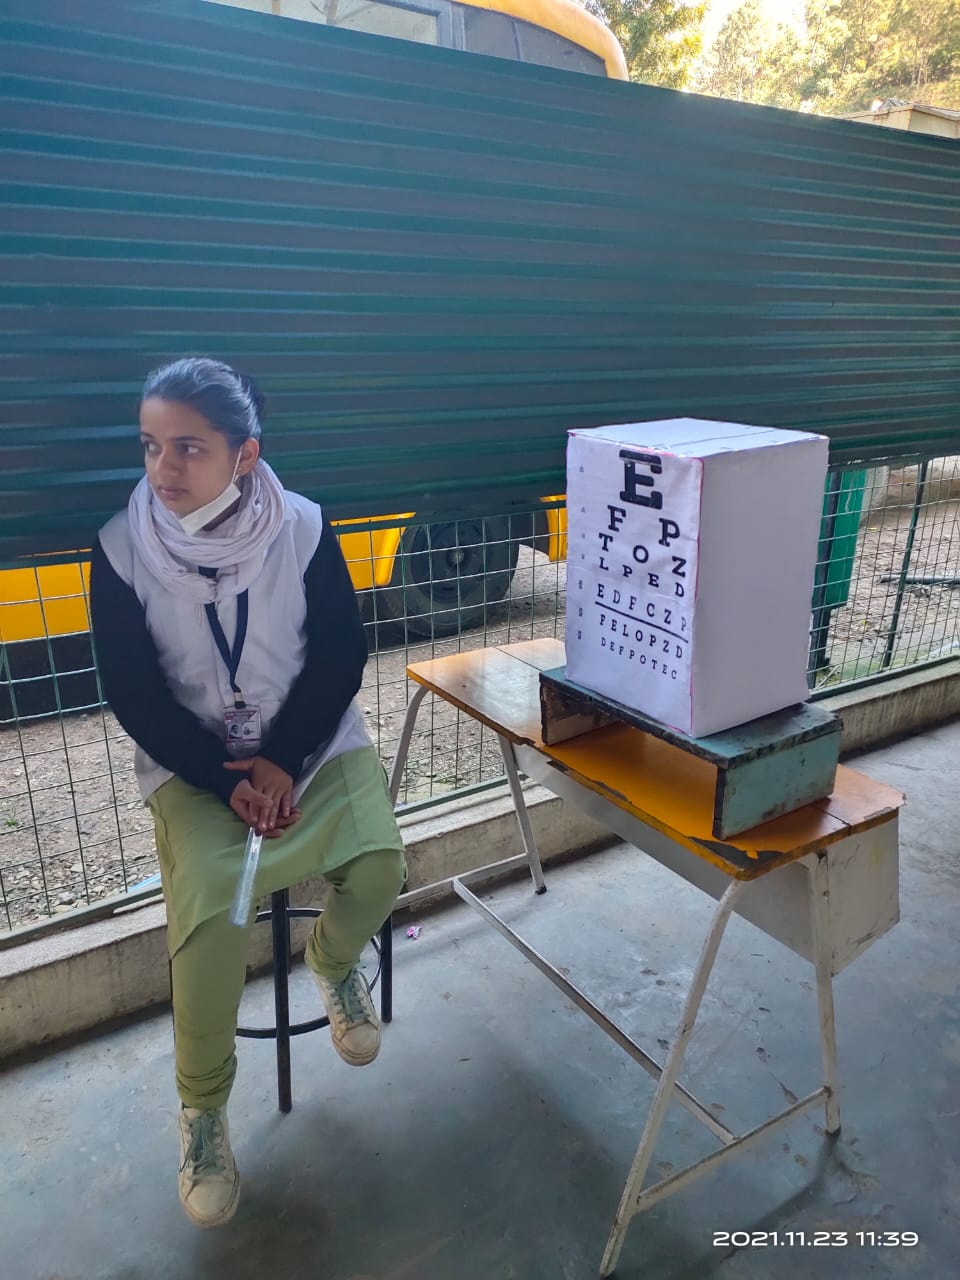 E
F P
T O Z
L P E D
E D F C Z P
F E L O P Z D
D E F P O T E C
2021.11.23 11:39